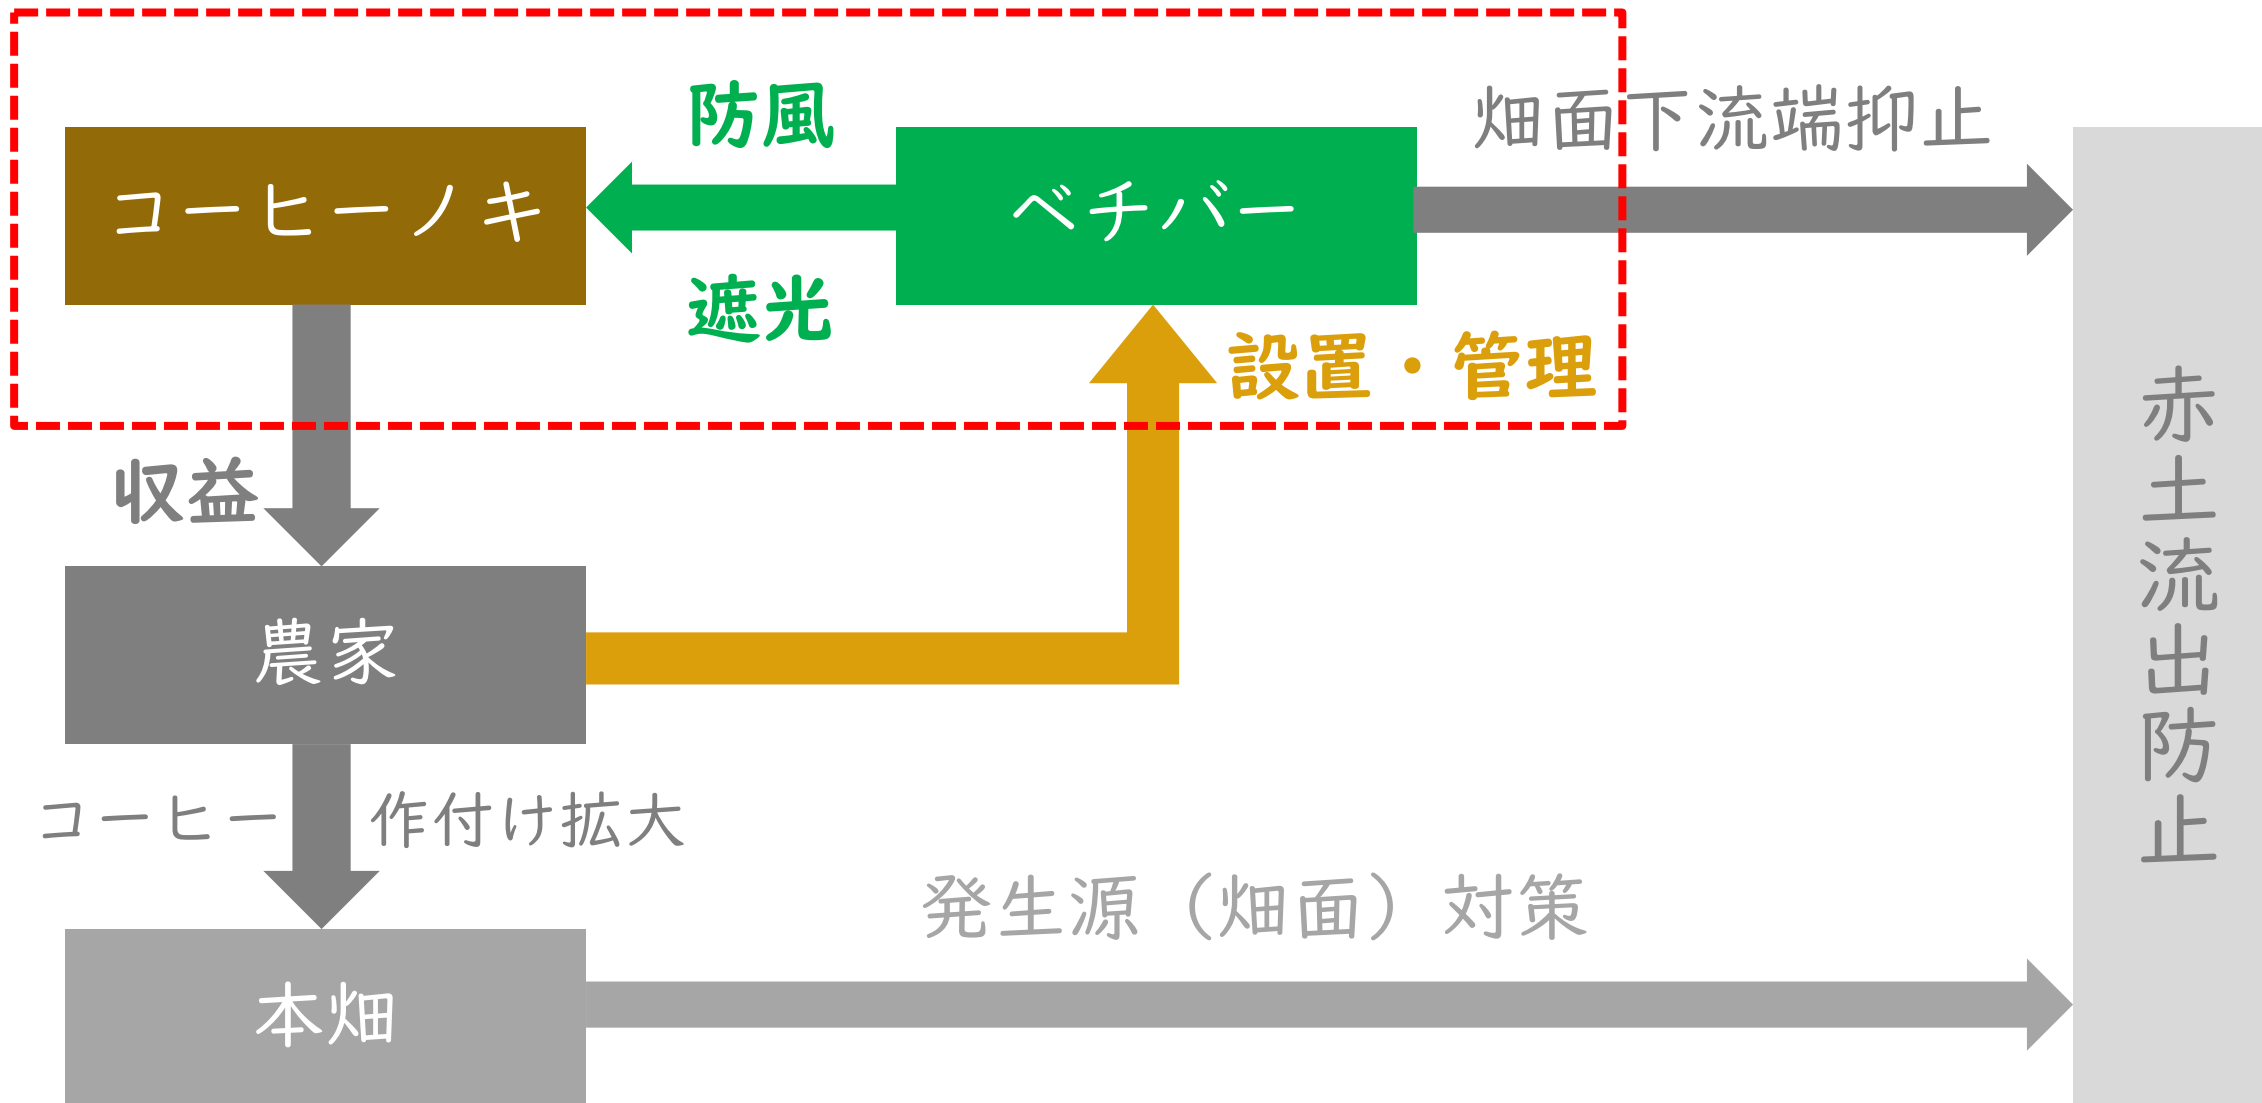 防風
コーヒーノキ
ベチバー
畑面下流端抑止
遮光
設置・管理
収益
農家
コーヒー作付け拡大
発生源（畑面）対策
本畑
赤土流出防止